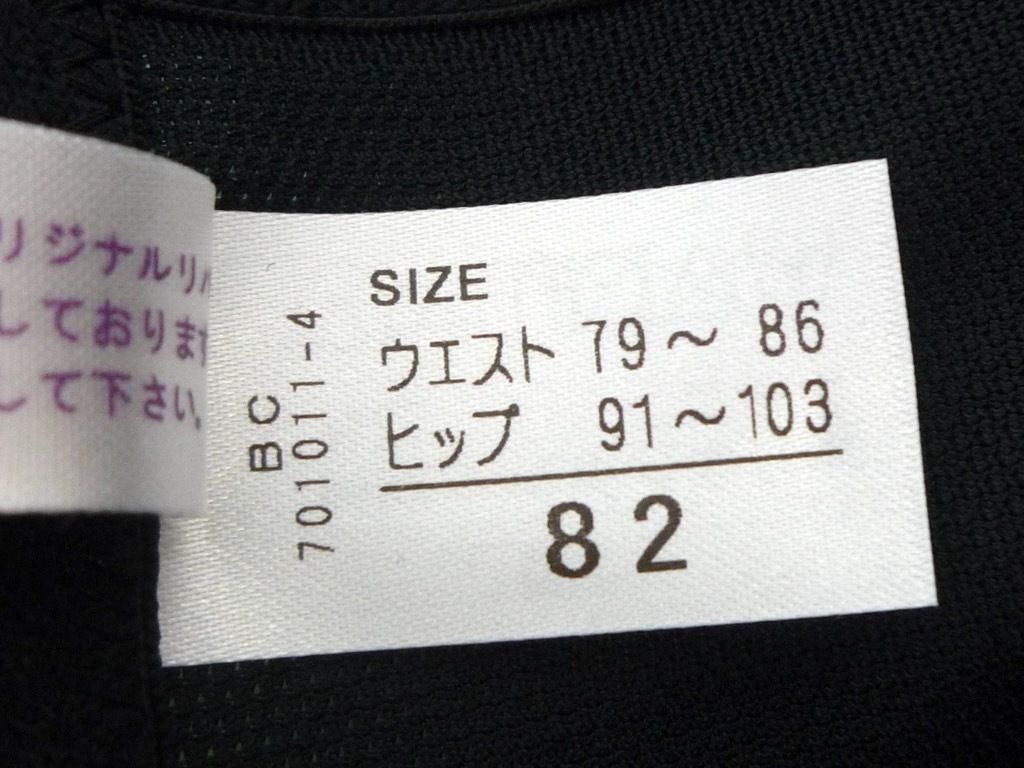 リジナルリ
しております
して下さい。
BC
701011-4
SIZE
ウエスト 79～ 86
ヒップ 91～103
82